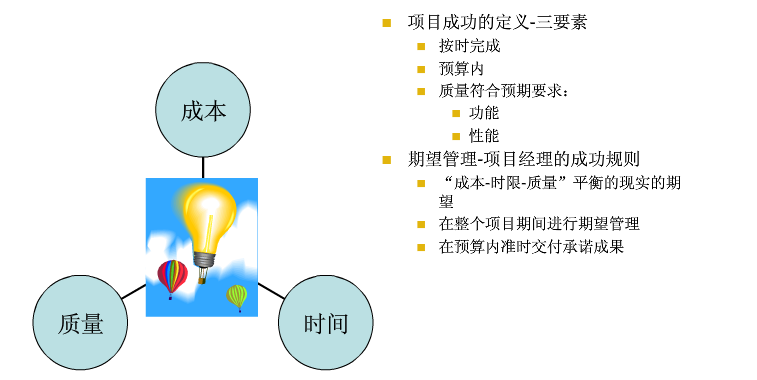 成本
质量
时间
项目成功的定义-三要素
按时完成
预算内
质量符合预期要求：
功能
性能
期望管理-项目经理的成功规则
“成本-时限-质量”平衡的现实的期
望
在整个项目期间进行期望管理
在预算内准时交付承诺成果